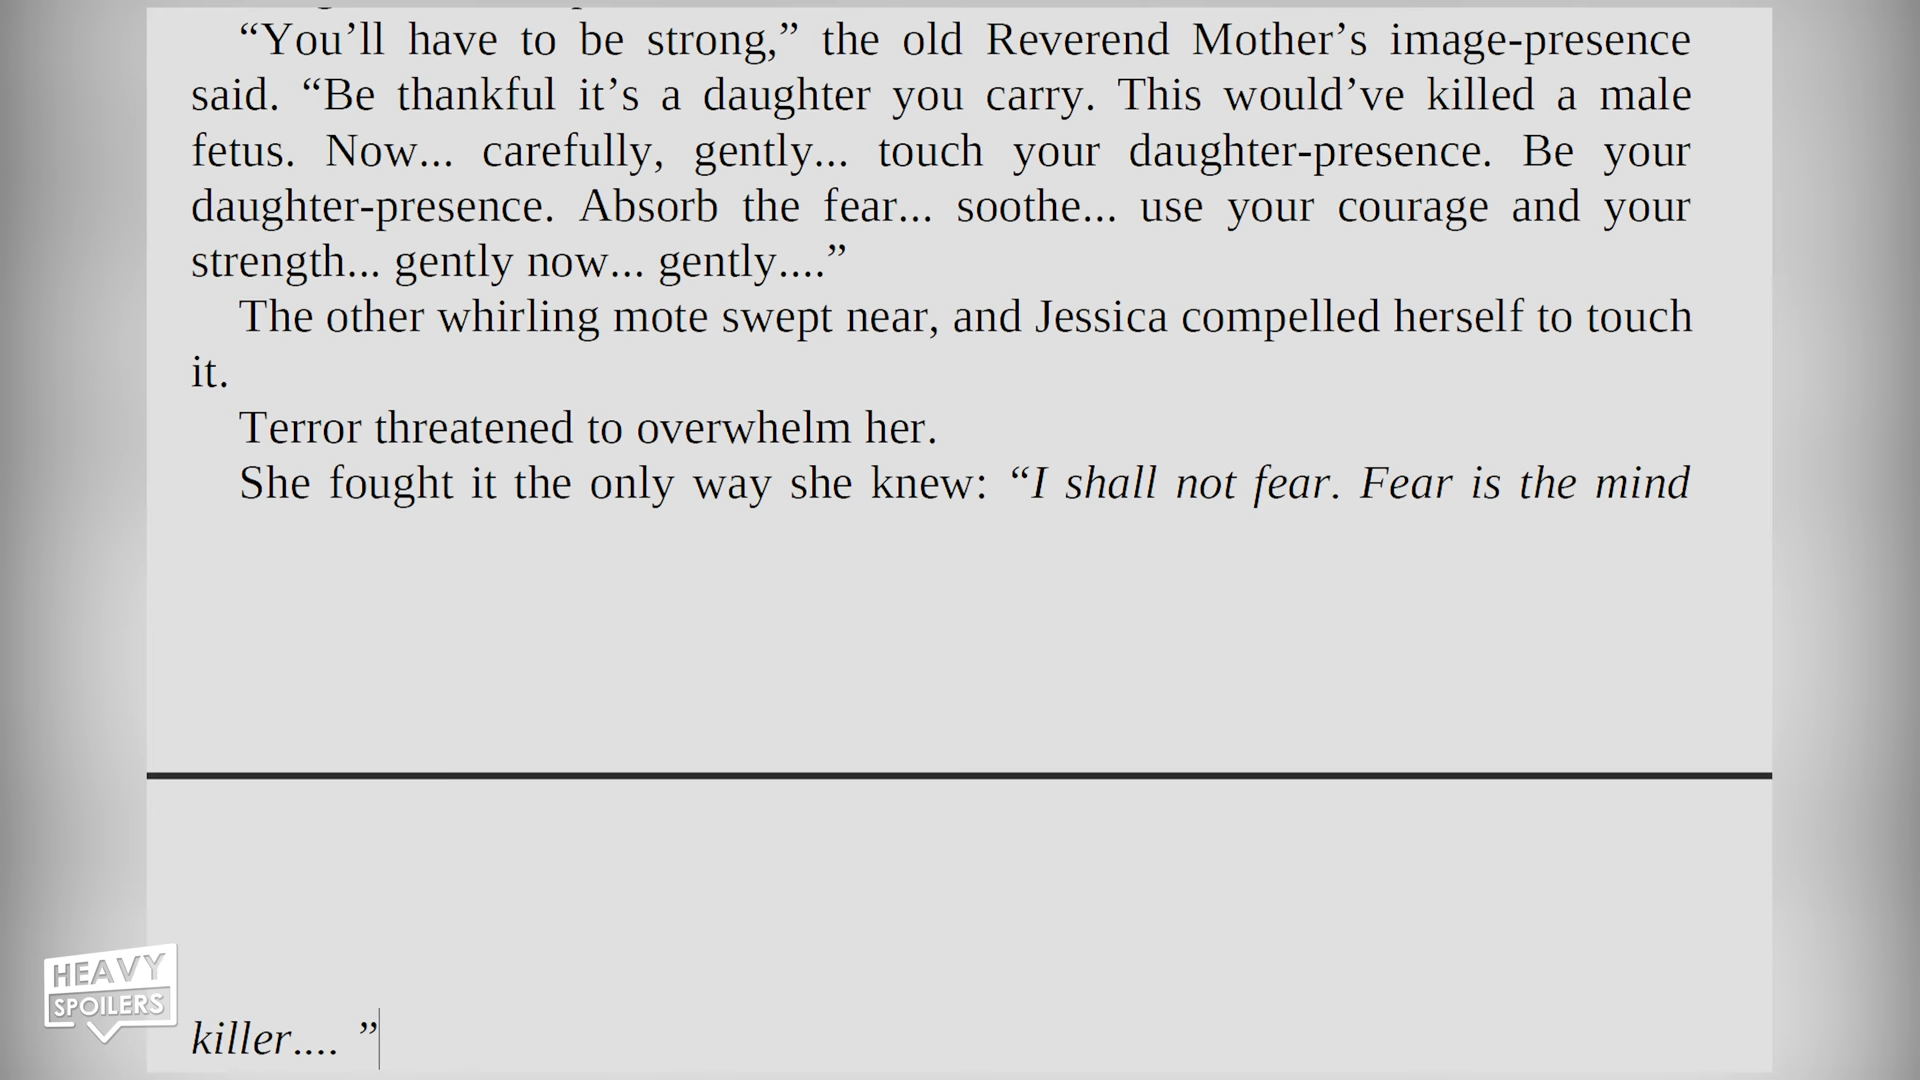 “You’ll have to be strong,” the old Reverend Mother’s image-presence
said. “Be thankful it’s a daughter you carry. This would’ve killed a male
fetus. Now... carefully, gently... touch your daughter-presence. Be your
daughter-presence. Absorb the fear... soothe... use your courage and your
strength... gently now... gently....”
The other whirling mote swept near, and Jessica compelled herself to touch
it.
Terror threatened to overwhelm her.
She fought it the only way she knew: “I shall not fear. Fear is the mind
killer.... ”
HEAVY
SPOILERS